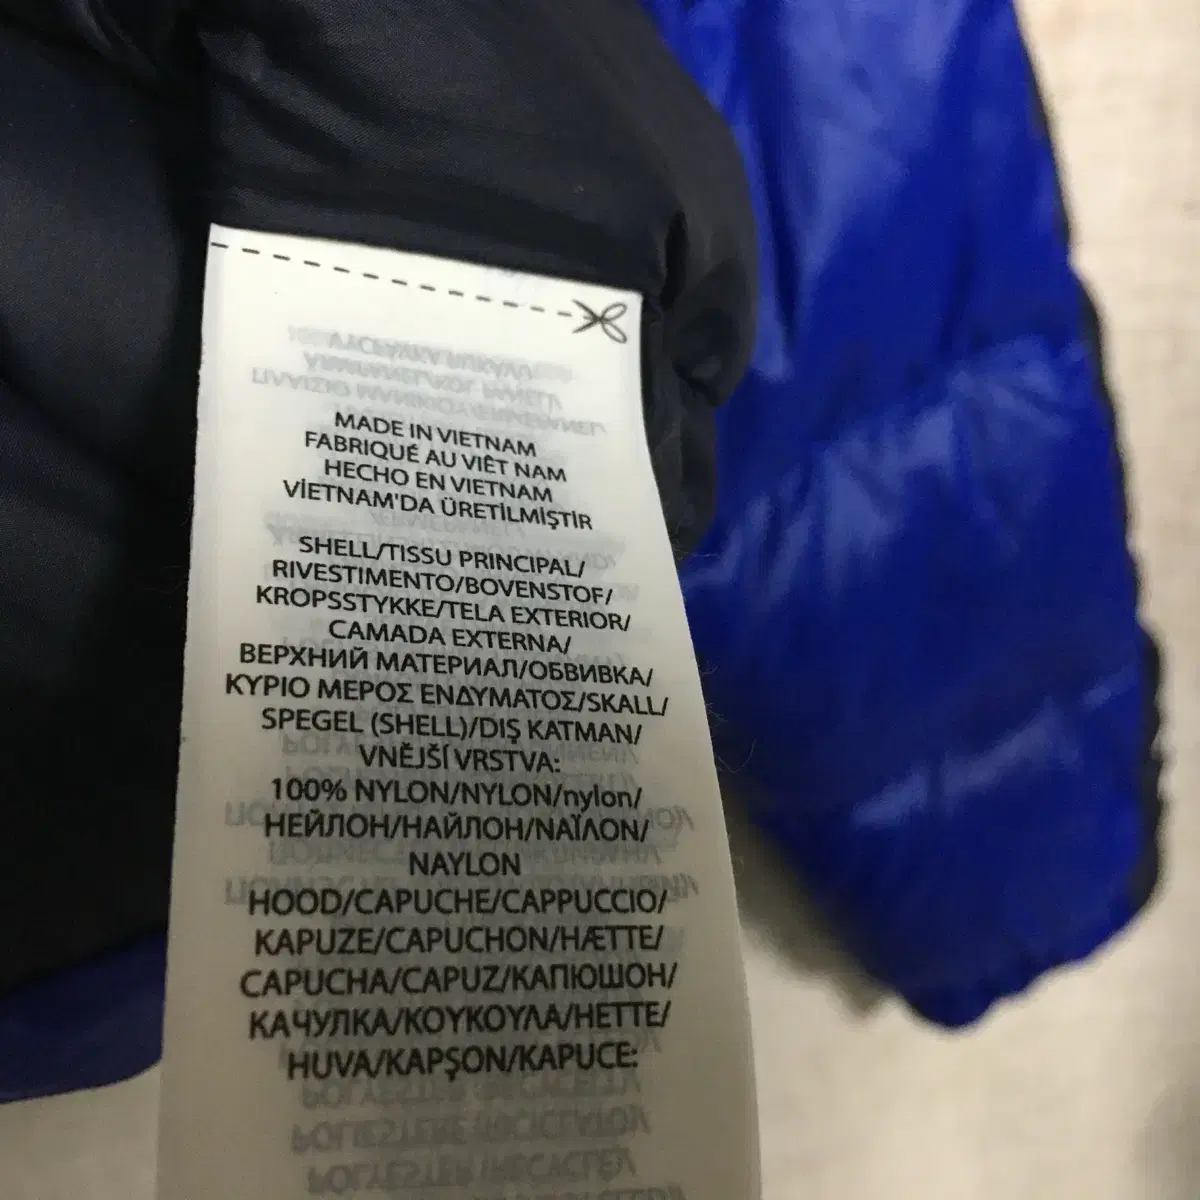 MADE IN VIETNAM
FABRIQUÉ AU VIÊT NAM
HECHO EN VIETNAM
VİETNAM'DA ÜRETİLMİŞTİR
SHELL/TISSU PRINCIPAL/
RIVESTIMENTO/BOVENSTOF/
KROPSSTYKKE/TELA EXTERIOR/
CAMADA EXTERNA/
ВЕРХНИЙ МАТЕРИАЛ/ОБВИВКА/
ΚΥΡΙΟ ΜΕΡΟΣ ΕΝΔΥΜΑΤΟΣ/SKALL/
SPEGEL (SHELL)/DIŞ KATMAN/
VNĚJŠÍ VRSTVA:
100% NYLON/NYLON/nylon/
НЕЙЛОН/НАЙЛОН/ΝΑΪΛΟΝ/
NAYLON
HOOD/CAPUCHE/CAPPUCCIO/
KAPUZE/CAPUCHON/HÆTTE/
CAPUCHA/CAPUZ/КАПЮШОН/
КАЧУЛКА/ΚΟΥΚΟΥΛΑ/HETTE/
HUVA/KAPŞON/KAPUCE: